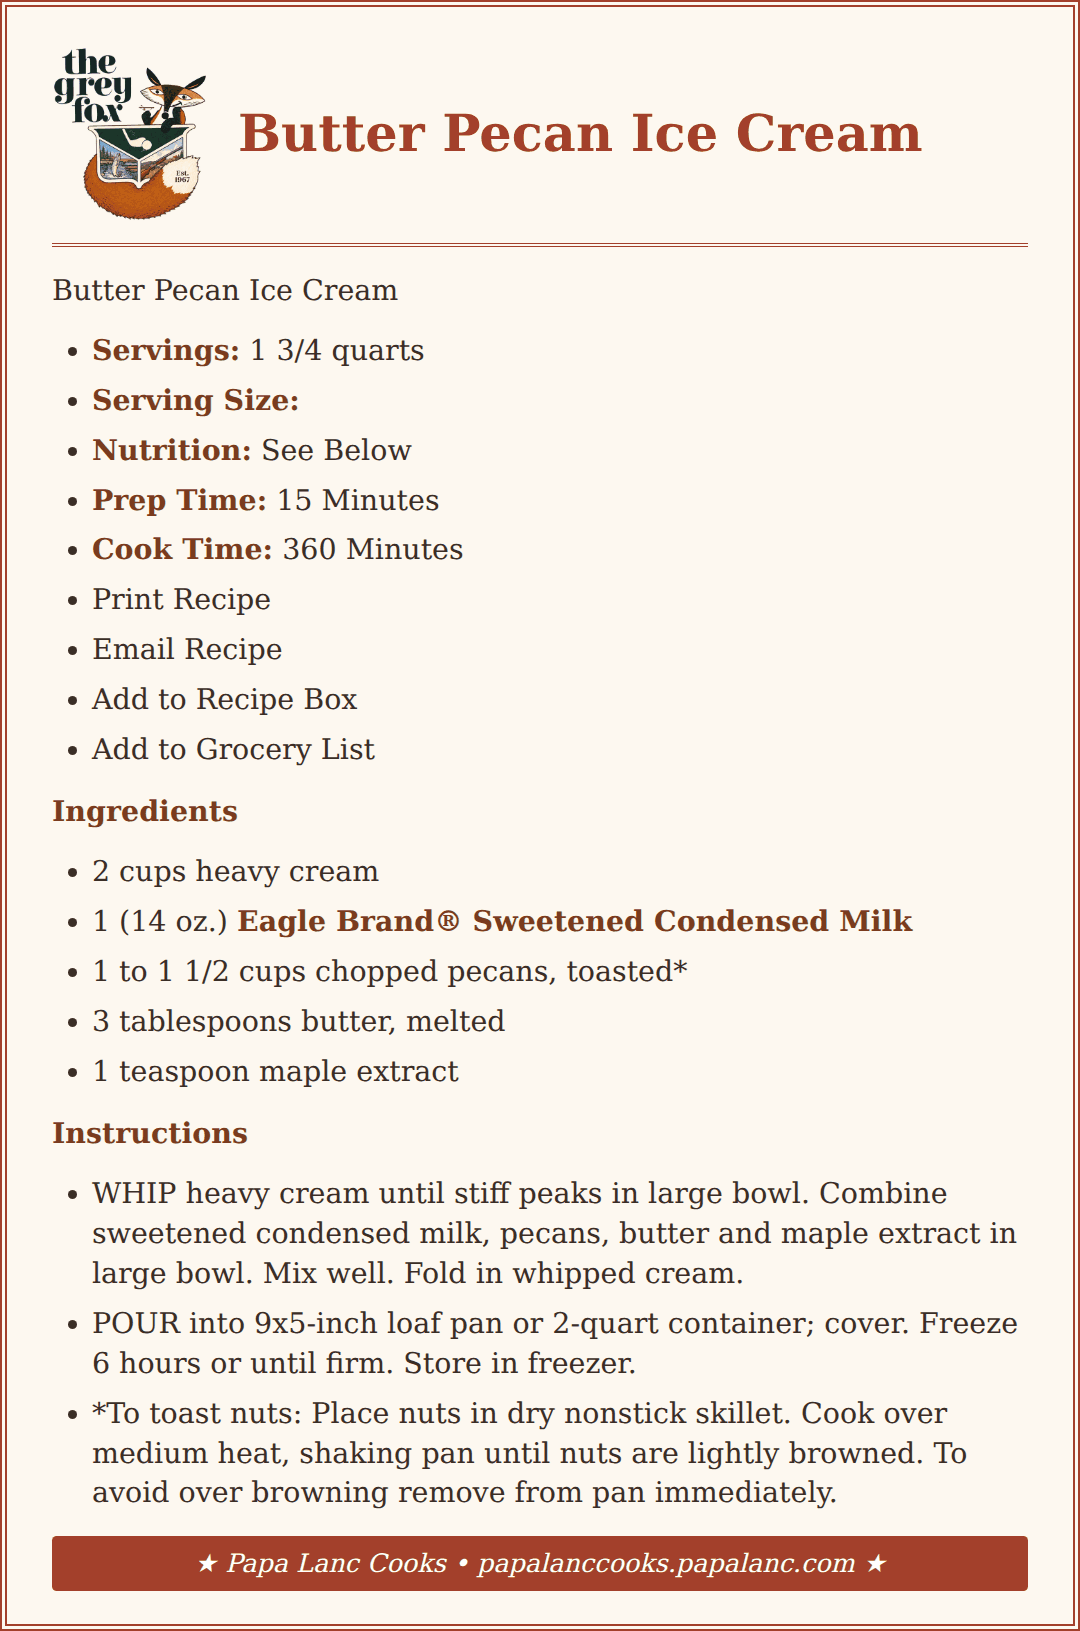 the
grey
fox
Est.
1967
Butter Pecan Ice Cream
Butter Pecan Ice Cream
• Servings: 1 3/4 quarts
• Serving Size:
• Nutrition: See Below
• Prep Time: 15 Minutes
• Cook Time: 360 Minutes
• Print Recipe
• Email Recipe
• Add to Recipe Box
• Add to Grocery List
Ingredients
• 2 cups heavy cream
• 1 (14 oz.) Eagle Brand® Sweetened Condensed Milk
• 1 to 1 1/2 cups chopped pecans, toasted*
• 3 tablespoons butter, melted
• 1 teaspoon maple extract
Instructions
• WHIP heavy cream until stiff peaks in large bowl. Combine
sweetened condensed milk, pecans, butter and maple extract in
large bowl. Mix well. Fold in whipped cream.
• POUR into 9x5-inch loaf pan or 2-quart container; cover. Freeze
6 hours or until firm. Store in freezer.
• *To toast nuts: Place nuts in dry nonstick skillet. Cook over
medium heat, shaking pan until nuts are lightly browned. To
avoid over browning remove from pan immediately.
★ Papa Lanc Cooks • papalanccooks.papalanc.com ★